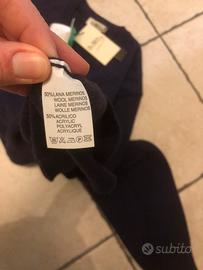 50%LANA MERINOS
WOOL MERINOS
LAINE MERINOS
WOLLE MERINOS
50%ACRILICO
ACRYLIC
POLYACRYL
ACRYLIQUE
subito